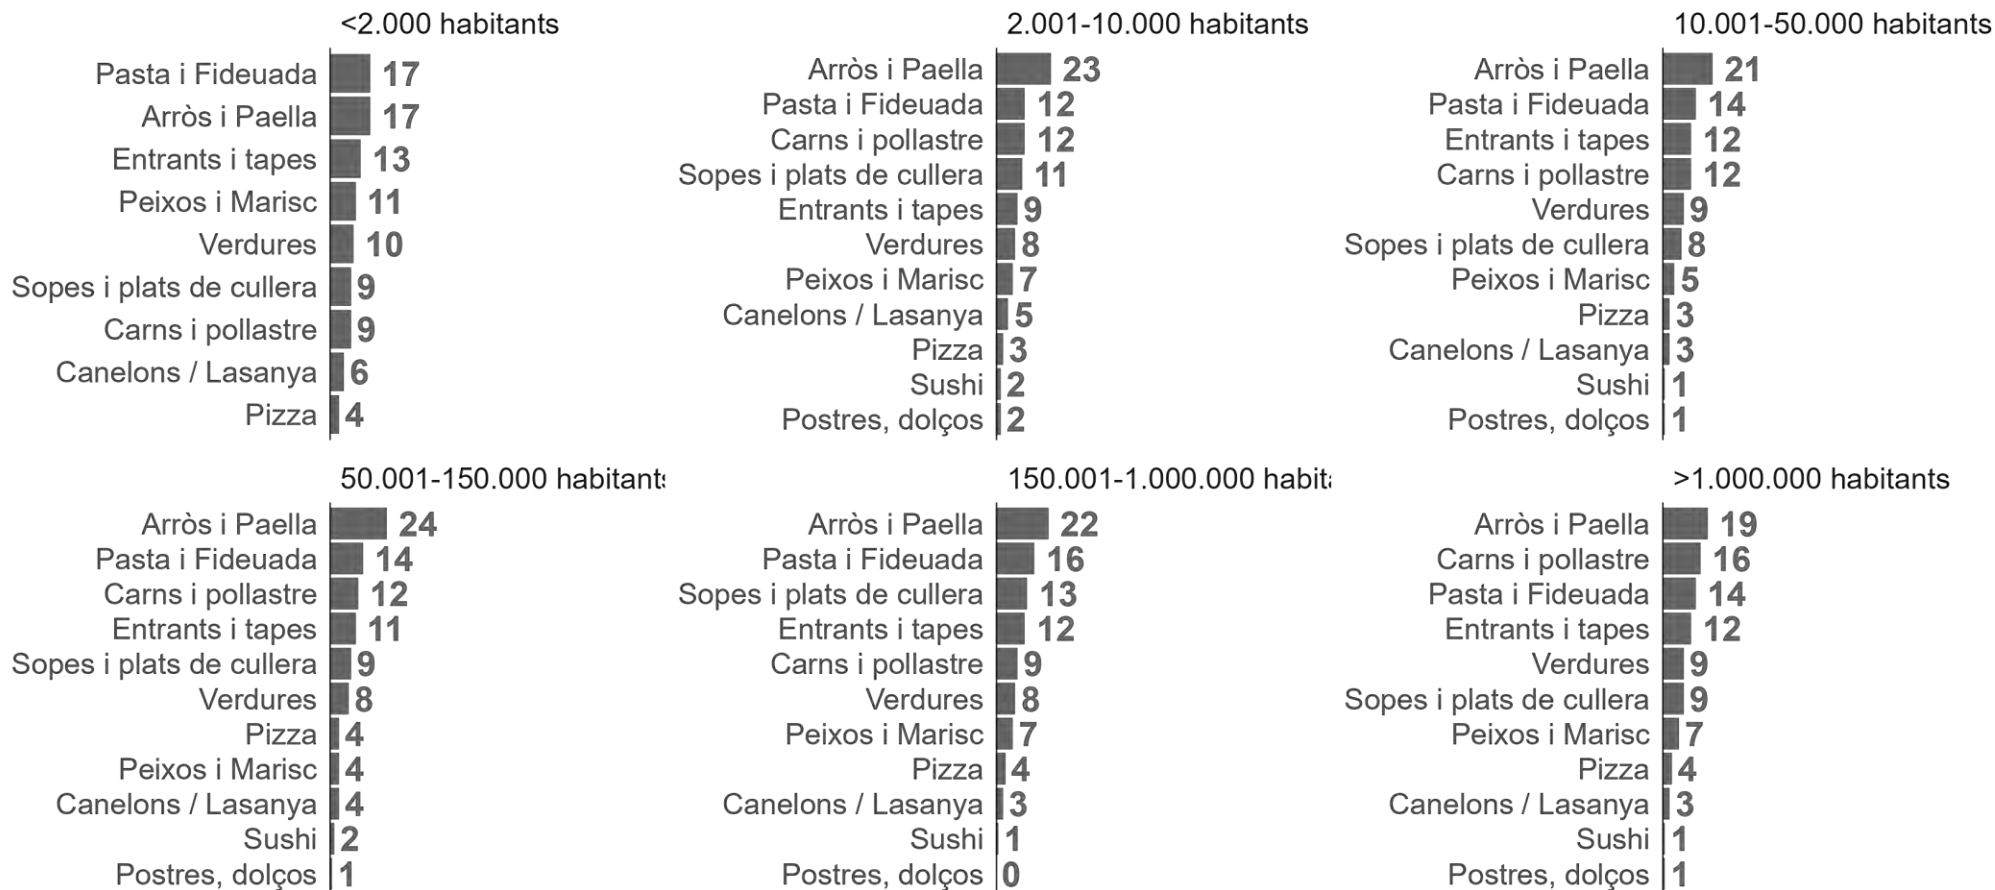 <2.000 habitants
Pasta i Fideuada 17
Arròs i Paella 17
Entrants i tapes 13
Peixos i Marisc 11
Verdures 10
Sopes i plats de cullera 9
Carns i pollastre 9
Canelons / Lasanya 6
Pizza 4
2.001-10.000 habitants
Arròs i Paella 23
Pasta i Fideuada 12
Carns i pollastre 12
Sopes i plats de cullera 11
Entrants i tapes 9
Verdures 8
Peixos i Marisc 7
Canelons / Lasanya 5
Pizza 3
Sushi 2
Postres, dolços 2
10.001-50.000 habitants
Arròs i Paella 21
Pasta i Fideuada 14
Entrants i tapes 12
Carns i pollastre 12
Verdures 9
Sopes i plats de cullera 8
Peixos i Marisc 5
Pizza 3
Canelons / Lasanya 3
Sushi 1
Postres, dolços 1
50.001-150.000 habitants
Arròs i Paella 24
Pasta i Fideuada 14
Carns i pollastre 12
Entrants i tapes 11
Sopes i plats de cullera 9
Verdures 8
Pizza 4
Peixos i Marisc 4
Canelons / Lasanya 4
Sushi 2
Postres, dolços 1
150.001-1.000.000 habit
Arròs i Paella 22
Pasta i Fideuada 16
Sopes i plats de cullera 13
Entrants i tapes 12
Carns i pollastre 9
Verdures 8
Peixos i Marisc 7
Pizza 4
Canelons / Lasanya 3
Sushi 1
Postres, dolços 0
>1.000.000 habitants
Arròs i Paella 19
Carns i pollastre 16
Pasta i Fideuada 14
Entrants i tapes 12
Verdures 9
Sopes i plats de cullera 9
Peixos i Marisc 7
Pizza 4
Canelons / Lasanya 3
Sushi 1
Postres, dolços 1